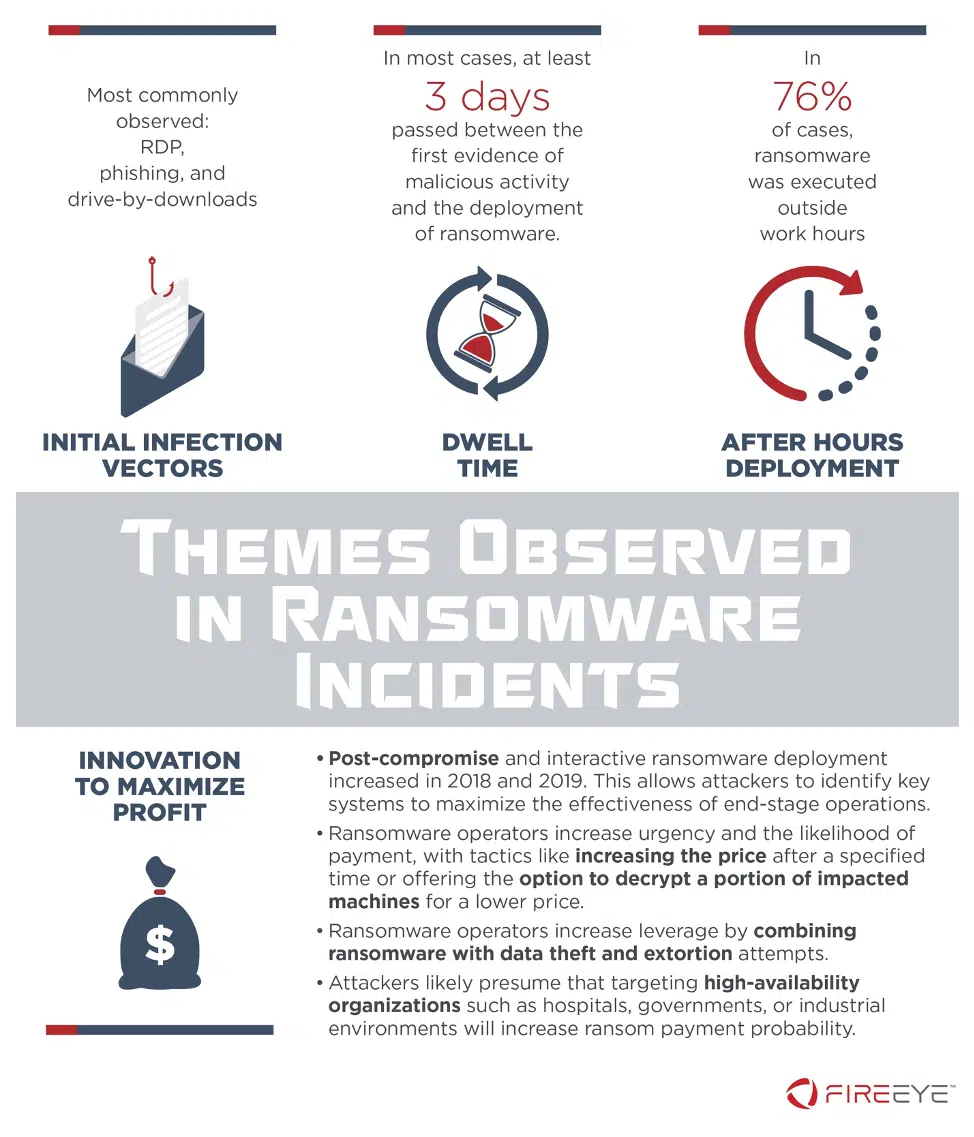 Most commonly
observed:
RDP,
phishing, and
drive-by-downloads
INITIAL INFECTION
VECTORS
In most cases, at least
3 days
passed between the
first evidence of
malicious activity
and the deployment
of ransomware.
DWELL
TIME
In
76%
of cases,
ransomware
was executed
outside
work hours
AFTER HOURS
DEPLOYMENT
THEMES OBSERVED
IN RANSOMWARE
INCIDENTS
INNOVATION
TO MAXIMIZE
PROFIT
$
• Post-compromise and interactive ransomware deployment
increased in 2018 and 2019. This allows attackers to identify key
systems to maximize the effectiveness of end-stage operations.
• Ransomware operators increase urgency and the likelihood of
payment, with tactics like increasing the price after a specified
time or offering the option to decrypt a portion of impacted
machines for a lower price.
• Ransomware operators increase leverage by combining
ransomware with data theft and extortion attempts.
• Attackers likely presume that targeting high-availability
organizations such as hospitals, governments, or industrial
environments will increase ransom payment probability.
FIREEYE™